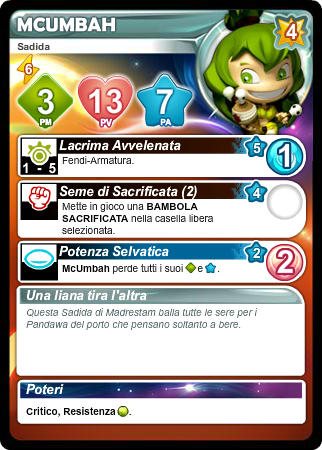 MCUMBAH
4
Sadida
6
3
PM
13
PV
7
PA
Lacrima Avvelenata
5
1
1 - 5
Fendi-Armatura.
Seme di Sacrificata (2)
4
Mette in gioco una BAMBOLA
SACRIFICATA nella casella libera
selezionata.
Potenza Selvatica
2
2
McUmbah perde tutti i suoi e .
Una liana tira l'altra
Questa Sadida di Madrestam balla tutte le sere per i
Pandawa del porto che pensano soltanto a bere.
Poteri
Critico, Resistenza .